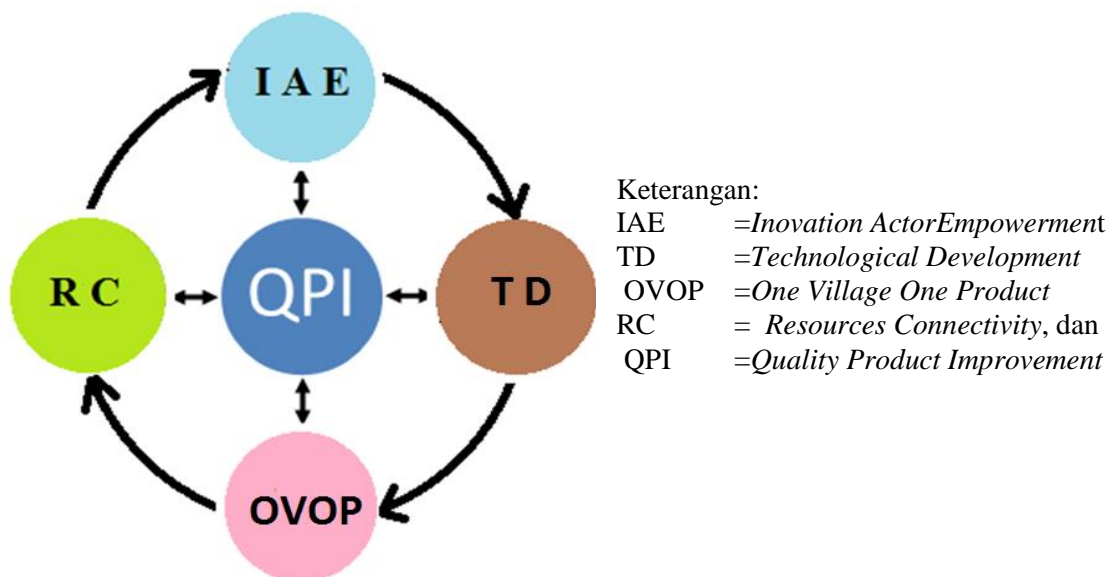 I A E
R C
QPI
T D
OVOP
Keterangan:
IAE =Inovation ActorEmpowerment
TD =Technological Development
OVOP =One Village One Product
RC = Resources Connectivity, dan
QPI =Quality Product Improvement